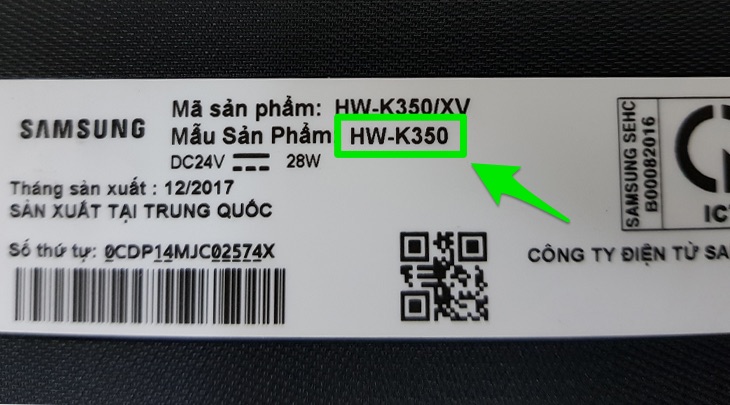 SAMSUNG
Mã sản phẩm: HW-K350/XV
Mẫu Sản Phẩm HW-K350
DC24V 28W
Tháng sản xuất : 12/2017
SẢN XUẤT TẠI TRUNG QUỐC
Số thứ tự: 0CDP14MJC02574X
SAMSUNG SEHC
B00082016
ICT
CÔNG TY ĐIỆN TỬ